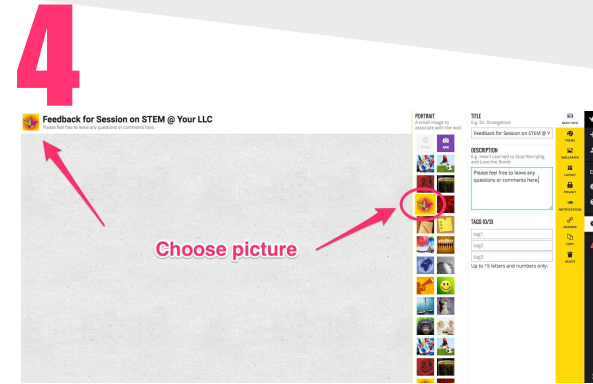 4
Feedback for Session on STEM @ Your LLC
Please feel free to leave any questions or comments here.
Choose picture
PORTRAIT
A small image to
associate with the wall.
ADD
TITLE
E.g. Dr. Strangelove
Feedback for Session on STEM @ Y
DESCRIPTION
E.g. How I Learned to Stop Worrying
and Love the Bomb
Please feel free to leave any
questions or comments here.
TAGS (0/3)
tag1
tag2
tag3
Up to 15 letters and numbers only.
BASIC INFO
THEME
WALLPAPER
LAYOUT
PRIVACY
NOTIFICATIONS
ADDRESS
COPY
DELETE